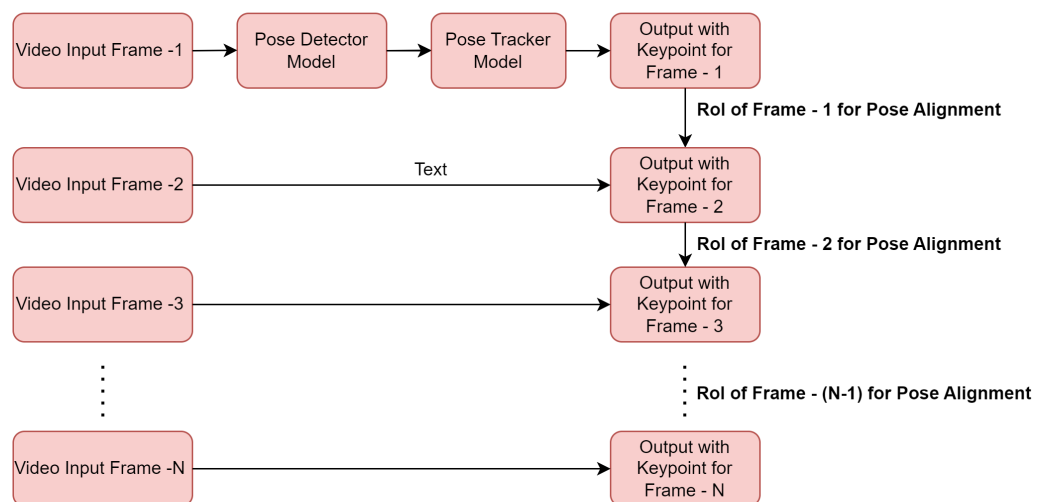 Video Input Frame -1
Pose Detector
Model
Pose Tracker
Model
Output with
Keypoint for
Frame - 1
RoI of Frame - 1 for Pose Alignment
Video Input Frame -2
Text
Output with
Keypoint for
Frame - 2
RoI of Frame - 2 for Pose Alignment
Video Input Frame -3
Output with
Keypoint for
Frame - 3
RoI of Frame - (N-1) for Pose Alignment
Video Input Frame -N
Output with
Keypoint for
Frame - N